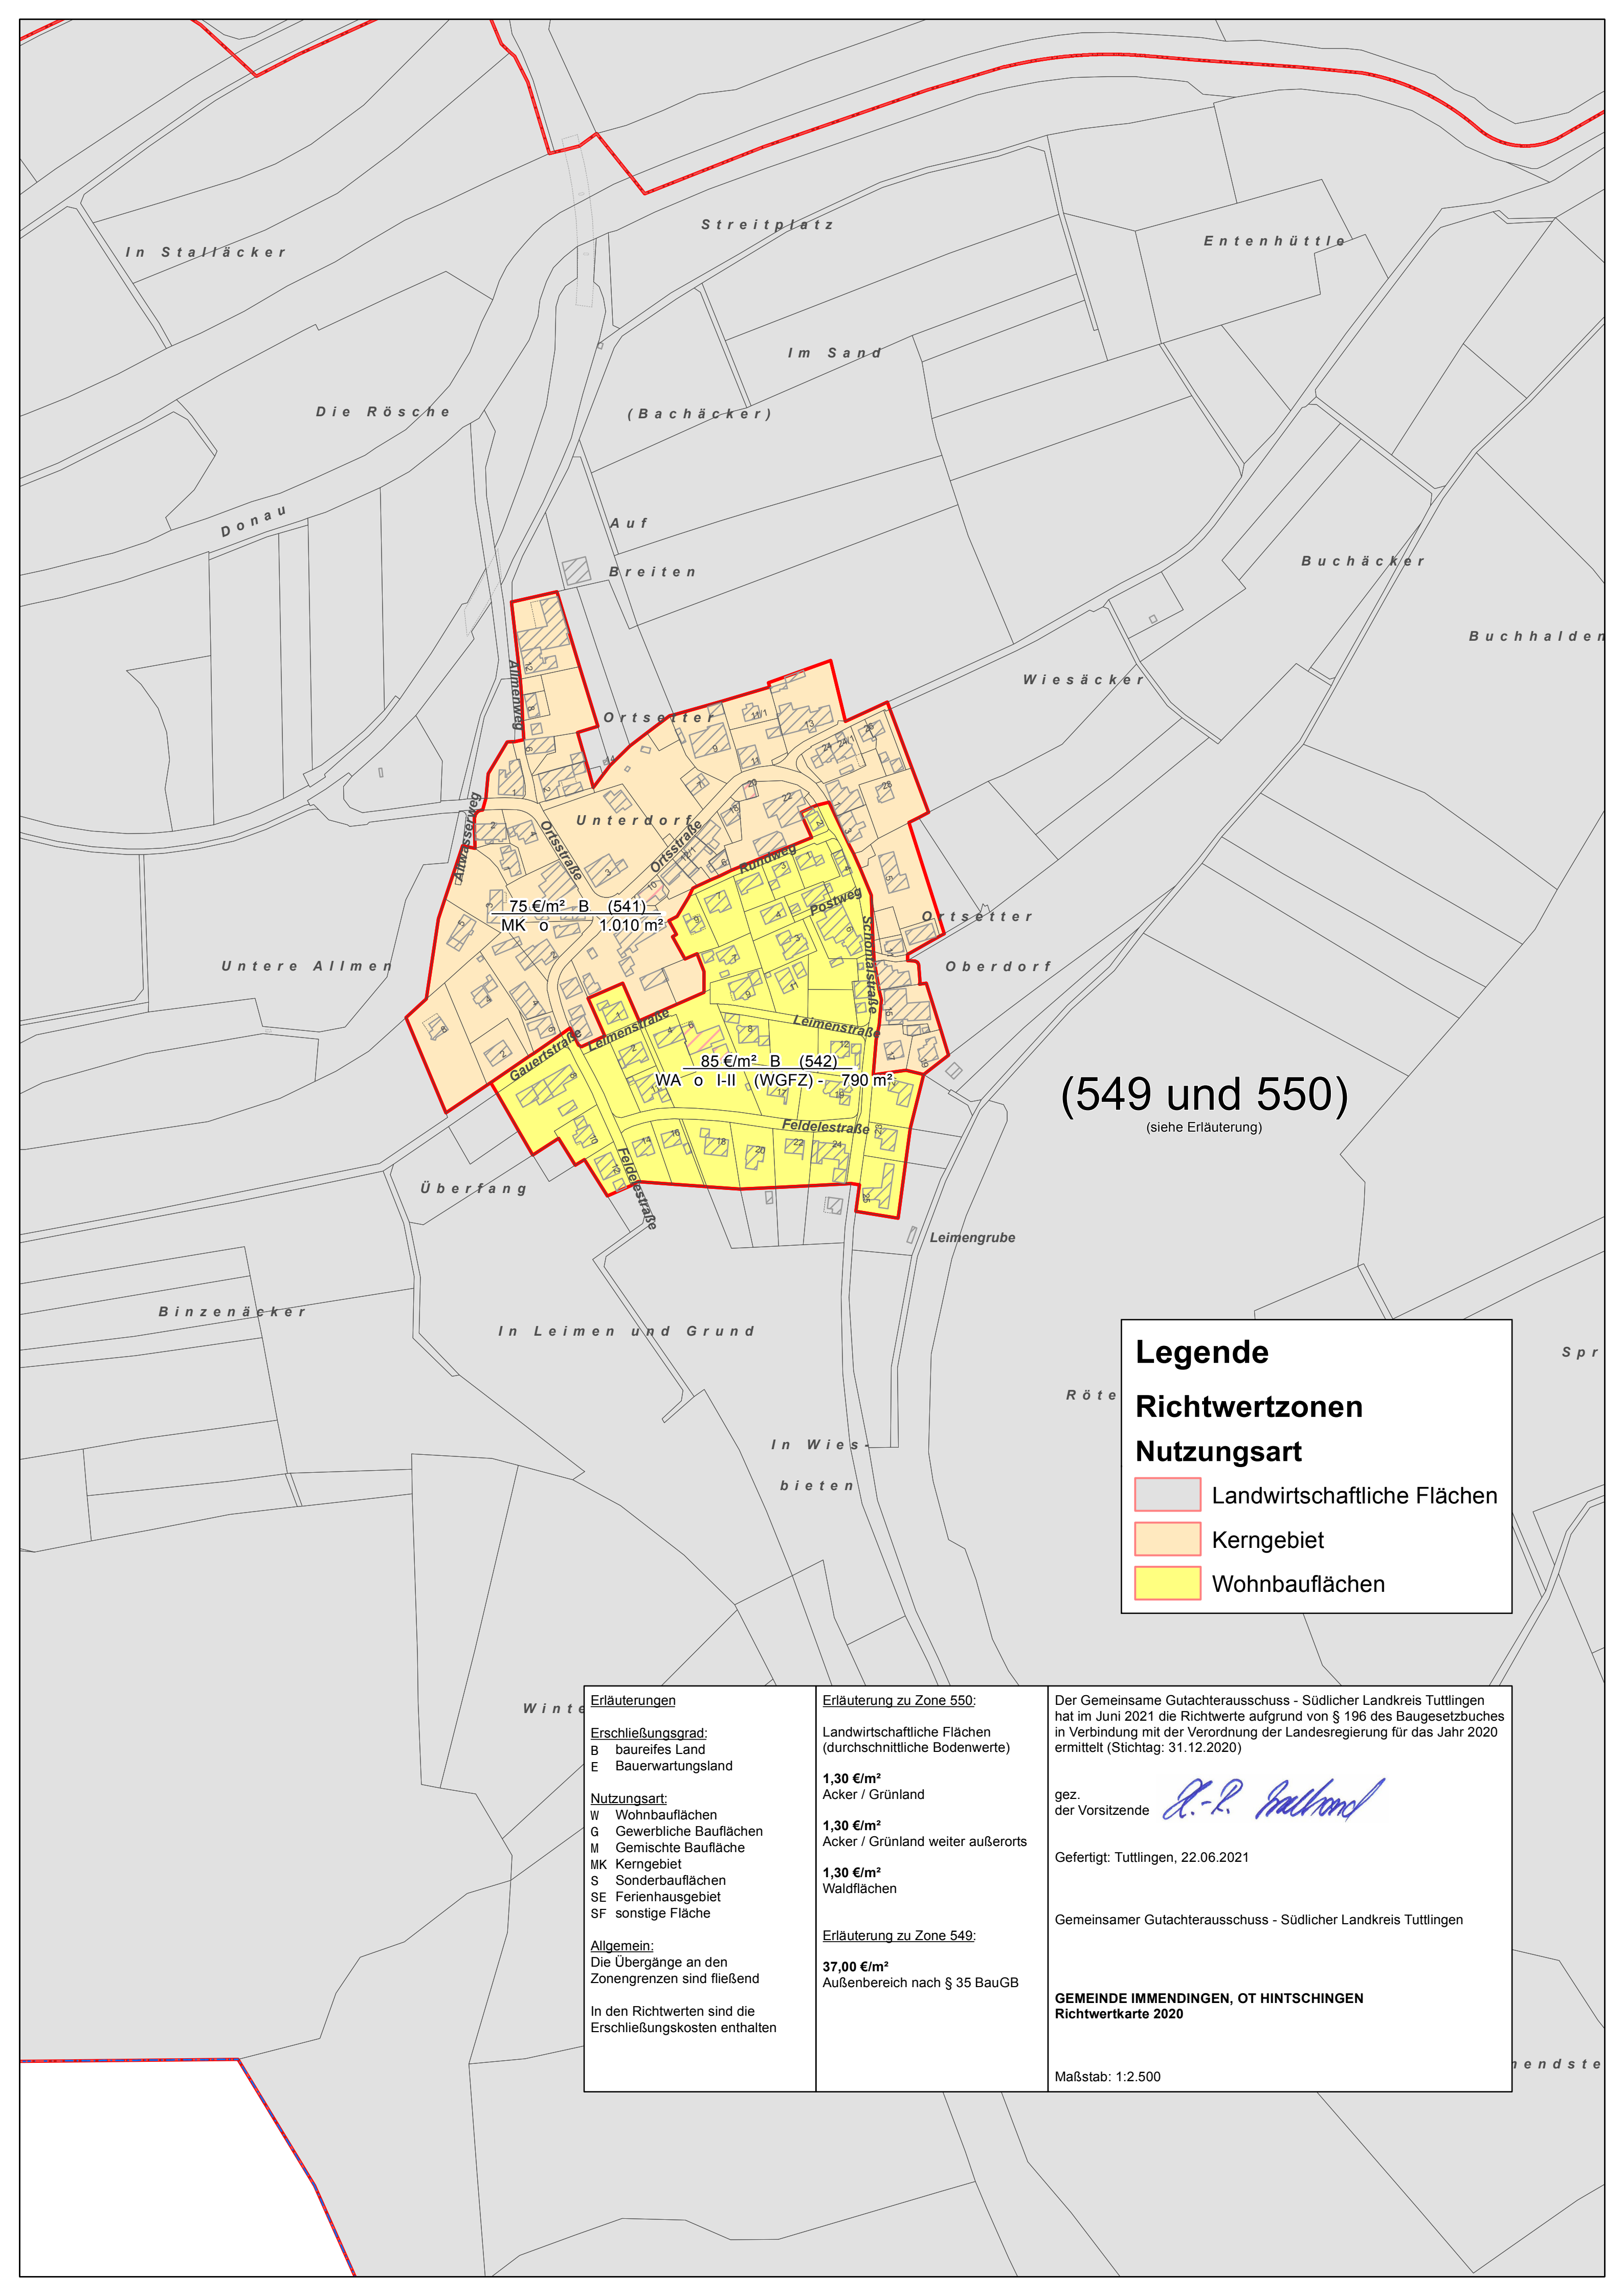 Streitplatz
In Stalläcker
Entenhüttle
Im Sand
Die Rösche
(Bachäcker)
Donau
Auf
Breiten
Buchäcker
Buchhalden
Wiesäcker
Allmenweg
Ortsetter
Unterdorf
Altwasserweg
Ortsstraße
Ortsstraße
Rundweg
Postweg
75 €/m² B (541)
MK o 1.010 m²
Schöntalstraße
Ortsetter
Oberdorf
Untere Allmen
Gauertstraße
Leimenstraße
Leimenstraße
85 €/m² B (542)
WA o I-II (WGFZ) - 790 m²
(549 und 550)
(siehe Erläuterung)
Feldelestraße
Feldelestraße
Überfang
Leimengrube
Binzenäcker
In Leimen und Grund
Röte
Spr
In Wies-
bieten
Winte
Legende
Richtwertzonen
Nutzungsart
Landwirtschaftliche Flächen
Kerngebiet
Wohnbauflächen
Erläuterungen
Erschließungsgrad:
B baureifes Land
E Bauerwartungsland
Nutzungsart:
W Wohnbauflächen
G Gewerbliche Bauflächen
M Gemischte Baufläche
MK Kerngebiet
S Sonderbauflächen
SE Ferienhausgebiet
SF sonstige Fläche
Allgemein:
Die Übergänge an den
Zonengrenzen sind fließend
In den Richtwerten sind die
Erschließungskosten enthalten
Erläuterung zu Zone 550:
Landwirtschaftliche Flächen
(durchschnittliche Bodenwerte)
1,30 €/m²
Acker / Grünland
1,30 €/m²
Acker / Grünland weiter außerorts
1,30 €/m²
Waldflächen
Erläuterung zu Zone 549:
37,00 €/m²
Außenbereich nach § 35 BauGB
Der Gemeinsame Gutachterausschuss - Südlicher Landkreis Tuttlingen
hat im Juni 2021 die Richtwerte aufgrund von § 196 des Baugesetzbuches
in Verbindung mit der Verordnung der Landesregierung für das Jahr 2020
ermittelt (Stichtag: 31.12.2020)
gez.
der Vorsitzende
Gefertigt: Tuttlingen, 22.06.2021
Gemeinsamer Gutachterausschuss - Südlicher Landkreis Tuttlingen
GEMEINDE IMMENDINGEN, OT HINTSCHINGEN
Richtwertkarte 2020
Maßstab: 1:2.500
endste